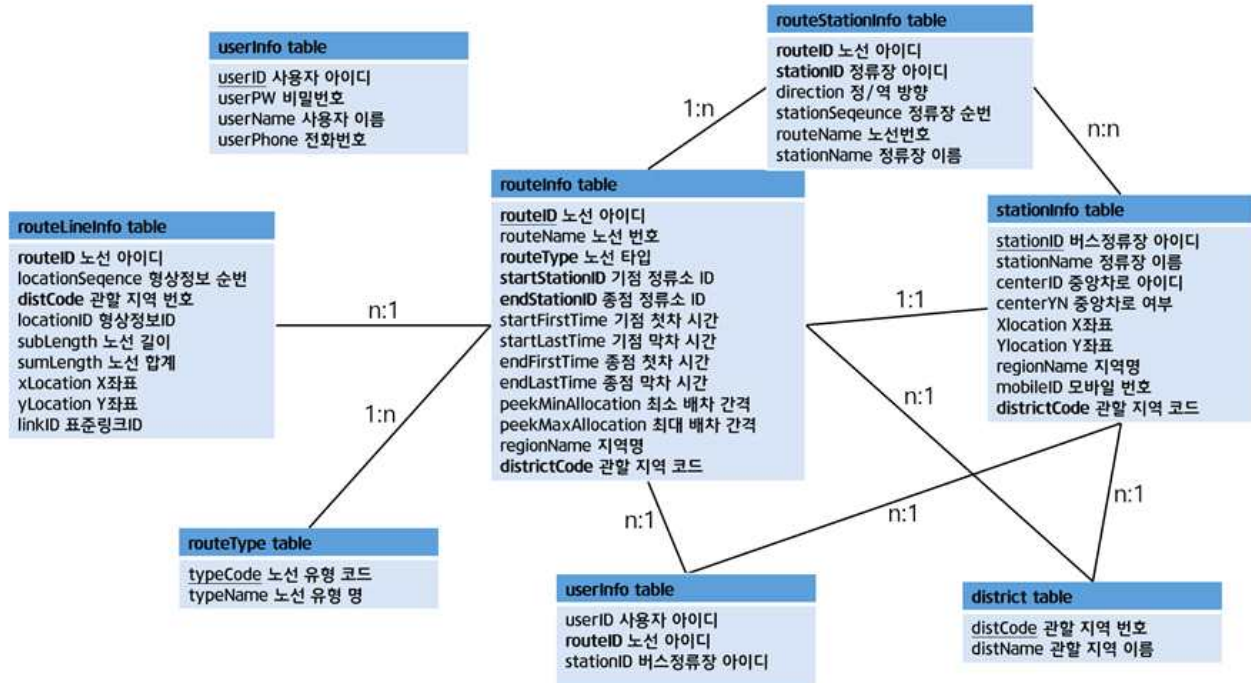 userInfo table
userID 사용자 아이디
userPW 비밀번호
userName 사용자 이름
userPhone 전화번호
routeStationInfo table
routeID 노선 아이디
stationID 정류장 아이디
direction 정/역 방향
stationSeqeunce 정류장 순번
routeName 노선번호
stationName 정류장 이름
1:n
n:n
routeLineInfo table
routeID 노선 아이디
locationSeqence 형상정보 순번
distCode 관할 지역 번호
locationID 형상정보ID
subLength 노선 길이
sumLength 노선 합계
xLocation X좌표
yLocation Y좌표
linkID 표준링크ID
n:1
1:n
routeInfo table
routeID 노선 아이디
routeName 노선 번호
routeType 노선 타입
startStationID 기점 정류소 ID
endStationID 종점 정류소 ID
startFirstTime 기점 첫차 시간
startLastTime 기점 막차 시간
endFirstTime 종점 첫차 시간
endLastTime 종점 막차 시간
peekMinAllocation 최소 배차 간격
peekMaxAllocation 최대 배차 간격
regionName 지역명
districtCode 관할 지역 코드
1:1
n:1
stationInfo table
stationID 버스정류장 아이디
stationName 정류장 이름
centerID 중앙차로 아이디
centerYN 중앙차로 여부
Xlocation X좌표
Ylocation Y좌표
regionName 지역명
mobileID 모바일 번호
districtCode 관할 지역 코드
n:1
n:1
n:1
routeType table
typeCode 노선 유형 코드
typeName 노선 유형 명
userInfo table
userID 사용자 아이디
routeID 노선 아이디
stationID 버스정류장 아이디
district table
distCode 관할 지역 번호
distName 관할 지역 이름